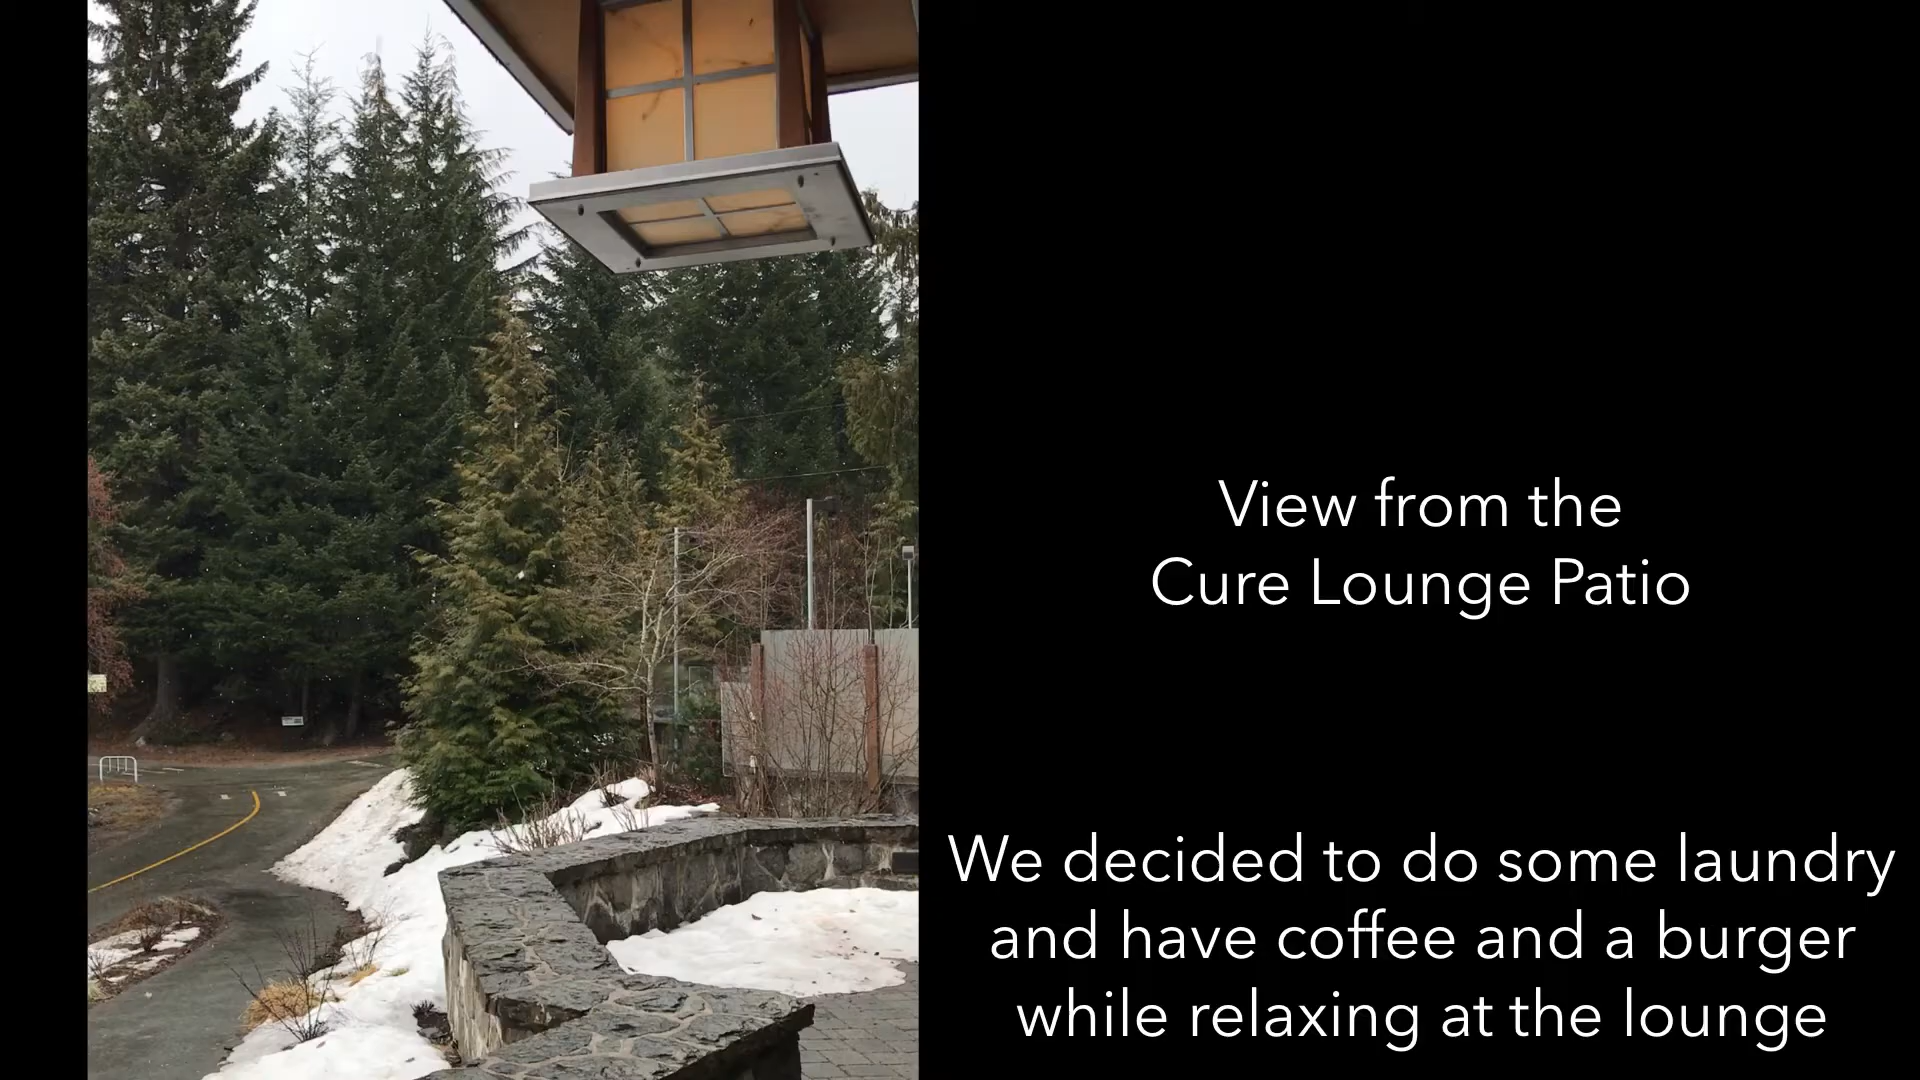 View from the
Cure Lounge Patio
We decided to do some laundry
and have coffee and a burger
while relaxing at the lounge